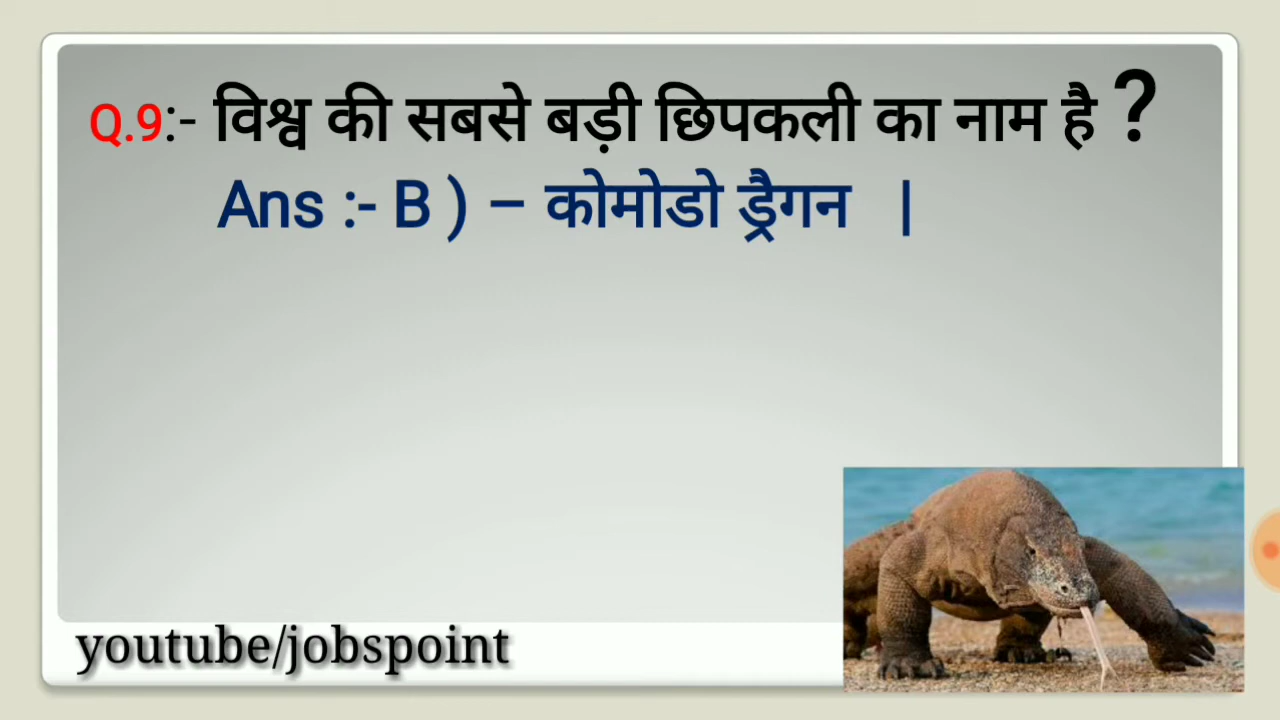 Q.9:- विश्व की सबसे बड़ी छिपकली का नाम है ?
Ans :- B ) – कोमोडो ड्रैगन |
youtube/jobspoint